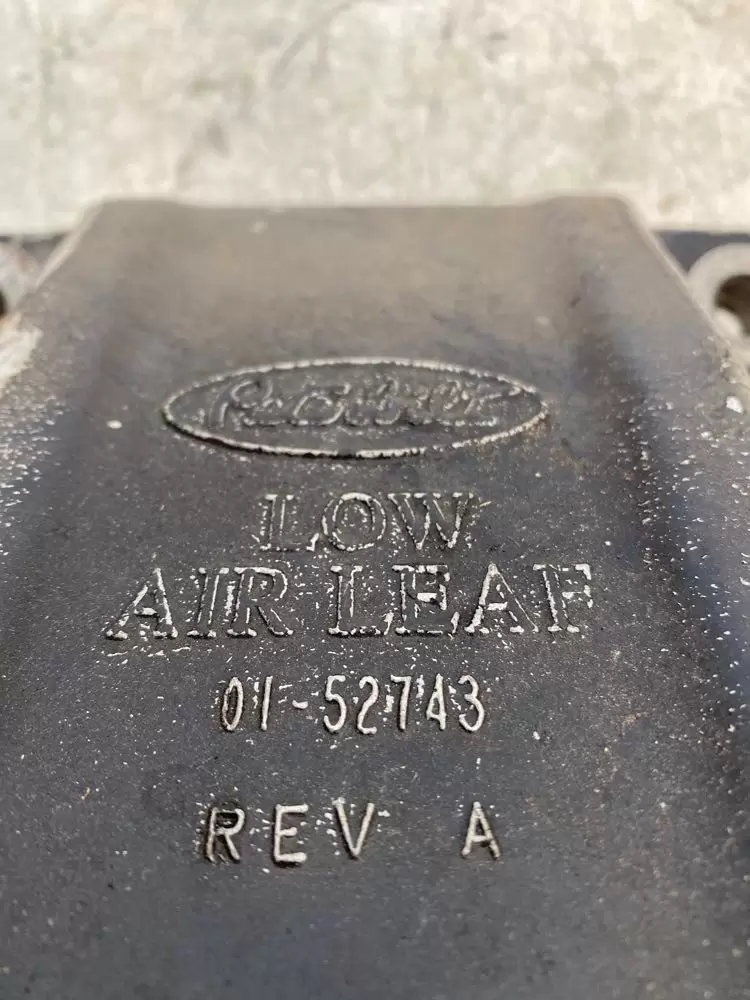 Peterbilt
LOW
AIR LEAF
01-52743
REV A